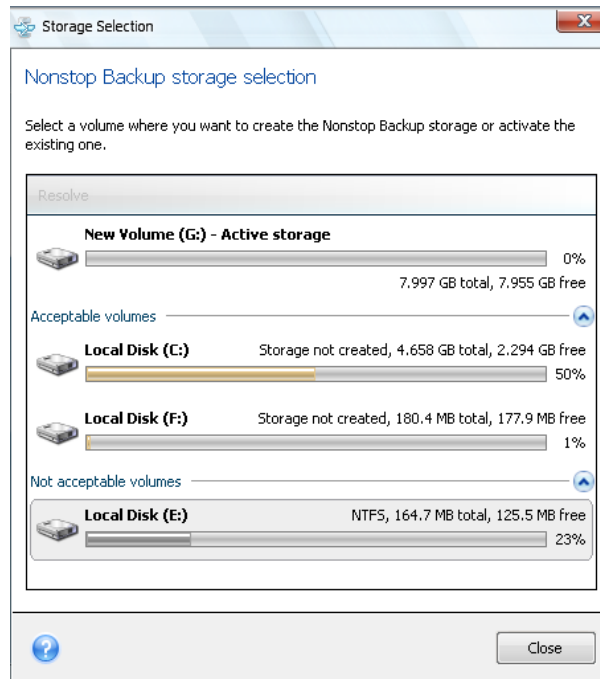 Storage Selection
Nonstop Backup storage selection
Select a volume where you want to create the Nonstop Backup storage or activate the
existing one.
Resolve
New Volume (G:) - Active storage
0%
7.997 GB total, 7.955 GB free
Acceptable volumes
Local Disk (C:) Storage not created, 4.658 GB total, 2.294 GB free
50%
Local Disk (F:) Storage not created, 180.4 MB total, 177.9 MB free
1%
Not acceptable volumes
Local Disk (E:) NTFS, 164.7 MB total, 125.5 MB free
23%
Close